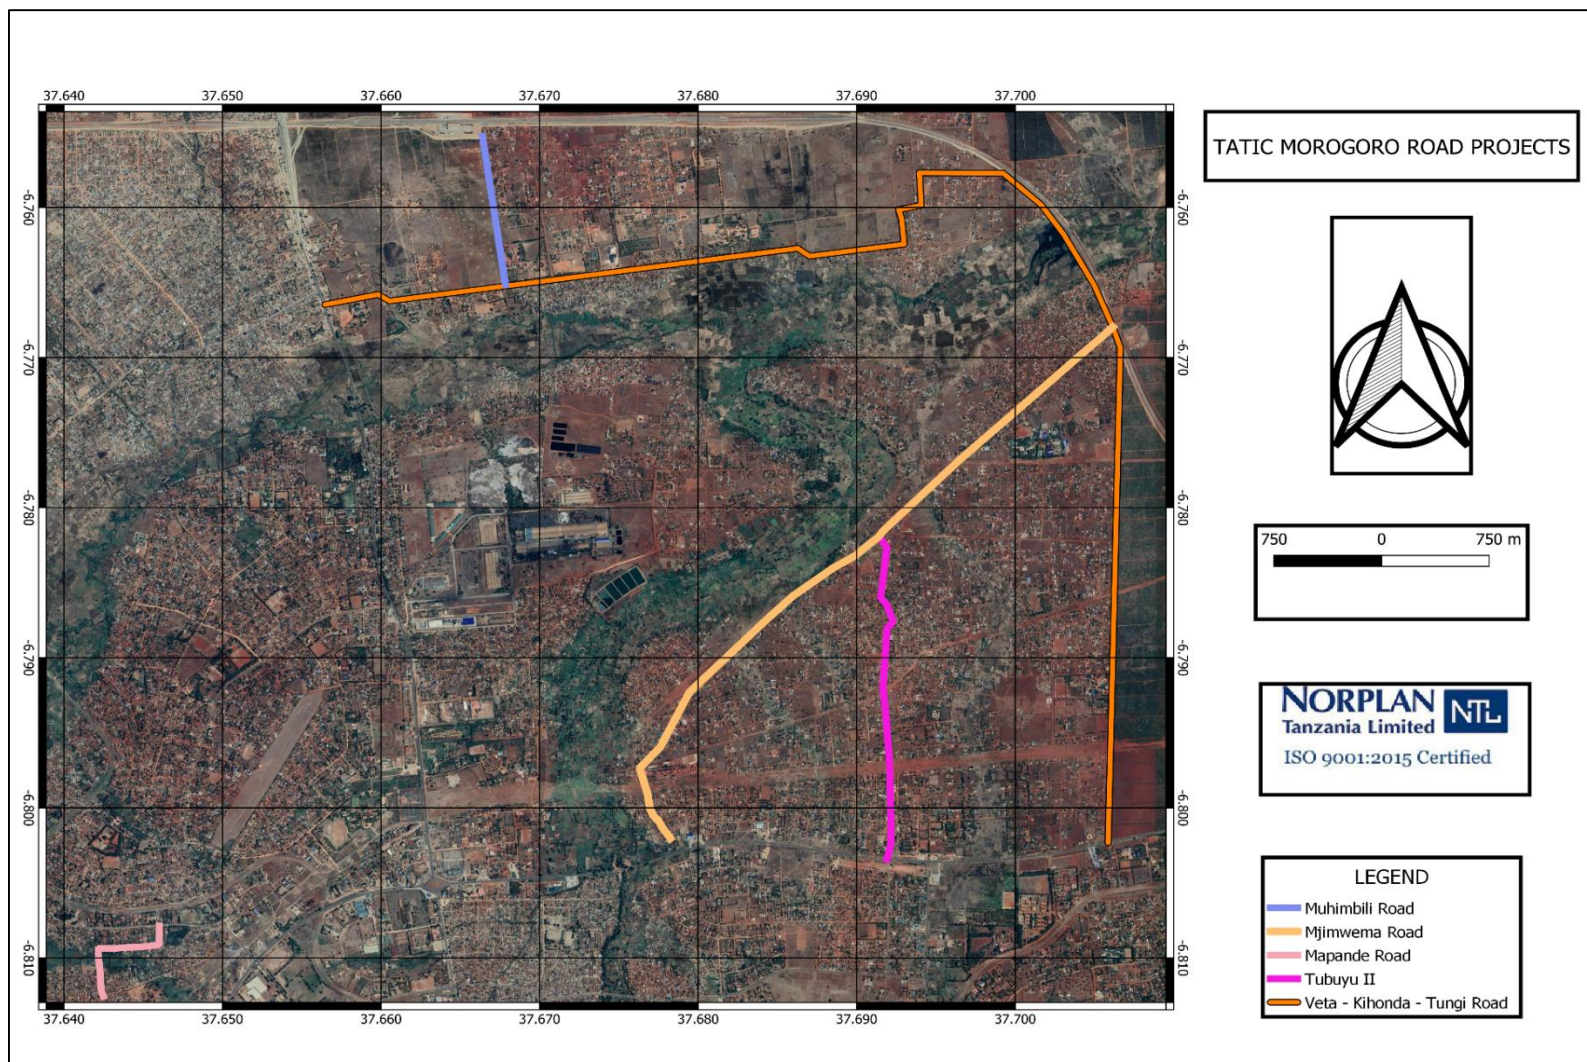 37.640 37.650 37.660 37.670 37.680 37.690 37.700
TATIC MOROGORO ROAD PROJECTS
-6.760 -6.760
-6.770 -6.770
-6.780 -6.780
750 0 750 m
-6.790 -6.790
NORPLAN NTL
Tanzania Limited
ISO 9001:2015 Certified
-6.800 -6.800
LEGEND
Muhimbili Road
Mjimwema Road
Mapande Road
Tubuyu II
Veta - Kihonda - Tungi Road
-6.810 -6.810
37.640 37.650 37.660 37.670 37.680 37.690 37.700